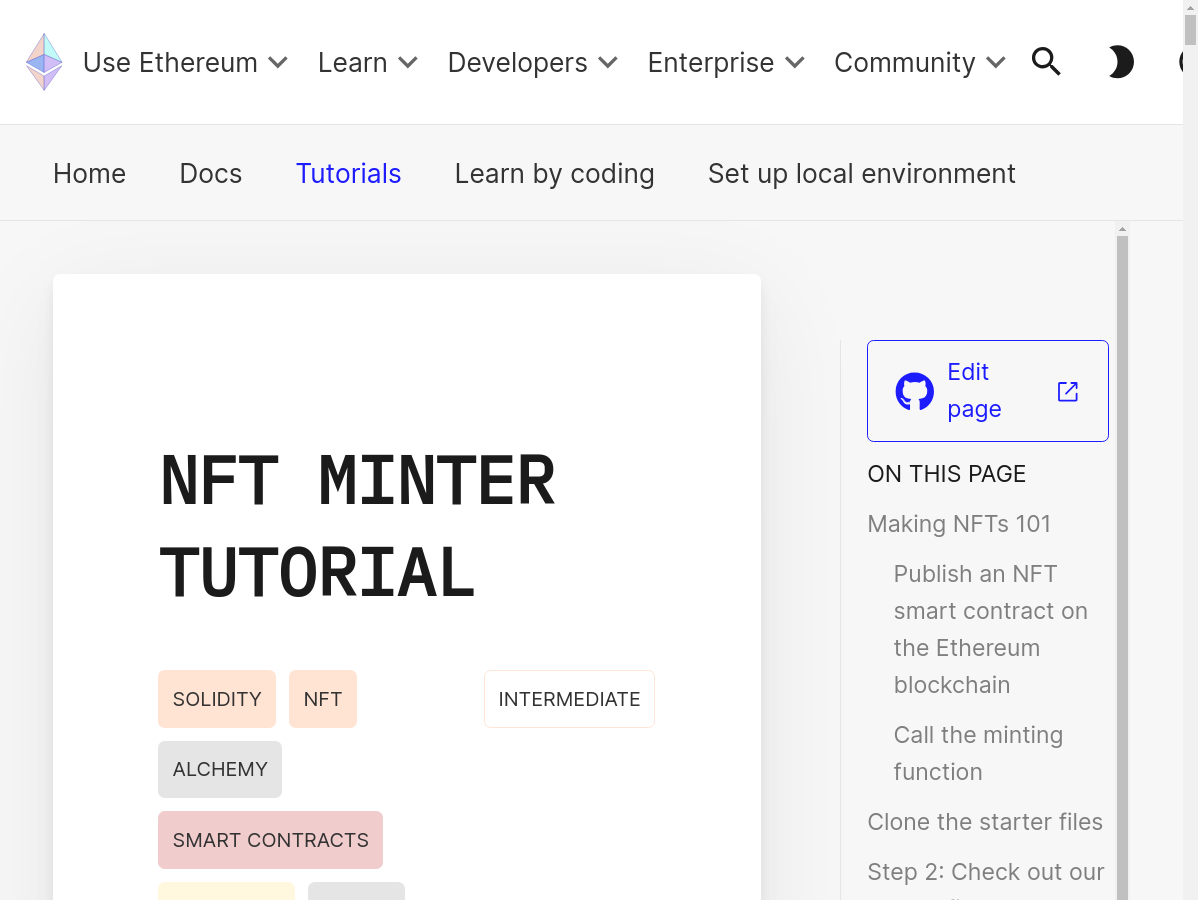 Use Ethereum Learn Developers Enterprise Community
Home Docs Tutorials Learn by coding Set up local environment
NFT MINTER
TUTORIAL
SOLIDITY NFT INTERMEDIATE
ALCHEMY
SMART CONTRACTS
Edit
page
ON THIS PAGE
Making NFTs 101
Publish an NFT
smart contract on
the Ethereum
blockchain
Call the minting
function
Clone the starter files
Step 2: Check out our